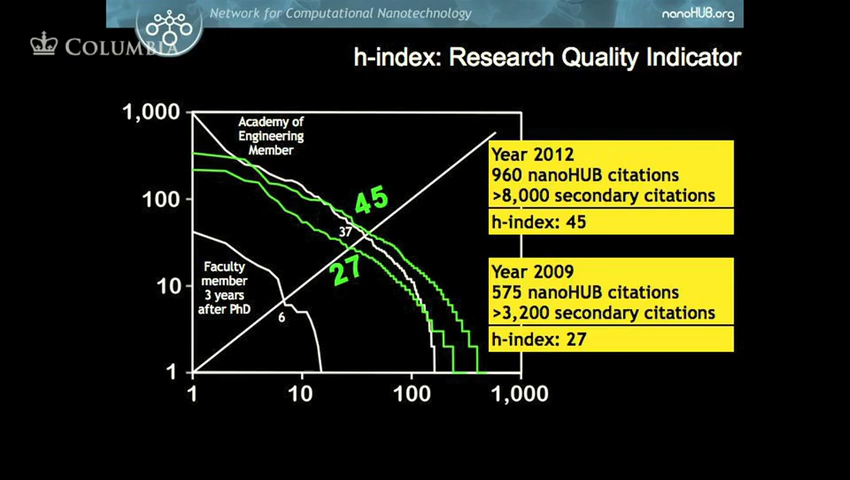 Network for Computational Nanotechnology
nanoHUB.org
COLUMBIA
h-index: Research Quality Indicator
1,000
100
10
1
1
10
100
1,000
Academy of
Engineering
Member
45
37
27
Faculty
member
3 years
after PhD
6
Year 2012
960 nanoHUB citations
>8,000 secondary citations
h-index: 45
Year 2009
575 nanoHUB citations
>3,200 secondary citations
h-index: 27